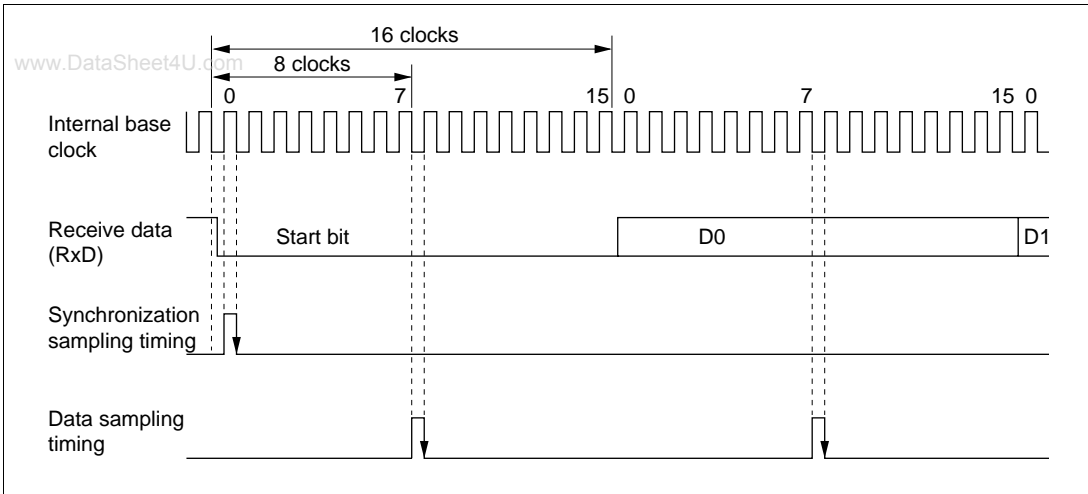 16 clocks
www.DataSheet4U.com
8 clocks
0 7 15 0 7 15 0
Internal base
clock
Receive data
(RxD)
Start bit D0 D1
Synchronization
sampling timing
Data sampling
timing